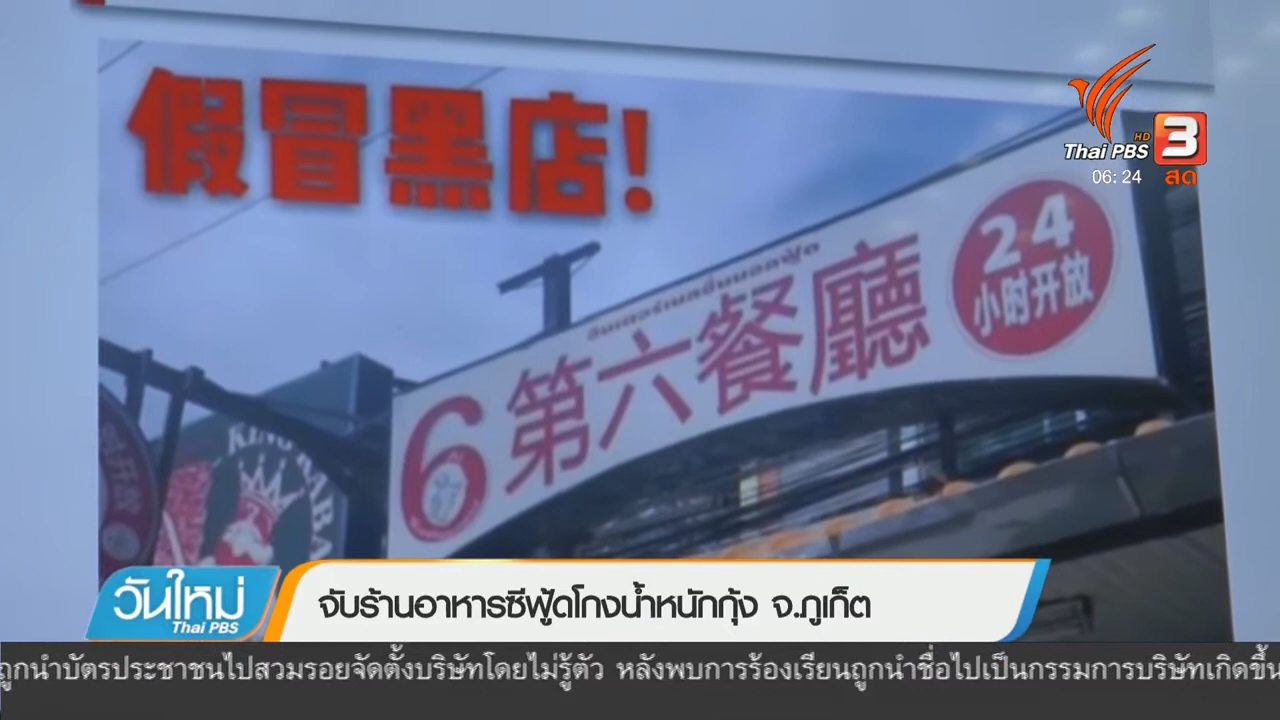 假冒黑店!
HD
Thai PBS 3
06:24 สด
24
小时开放
第六餐廳
6
KING KABA
วันใหม่
Thai PBS
จับร้านอาหารซีฟู้ดโกงน้ำหนักกุ้ง จ.ภูเก็ต
ถูกนำบัตรประชาชนไปสวมรอยจัดตั้งบริษัทโดยไม่รู้ตัว หลังพบการร้องเรียนถูกนำชื่อไปเป็นกรรมการบริษัทเกิดขึ้น